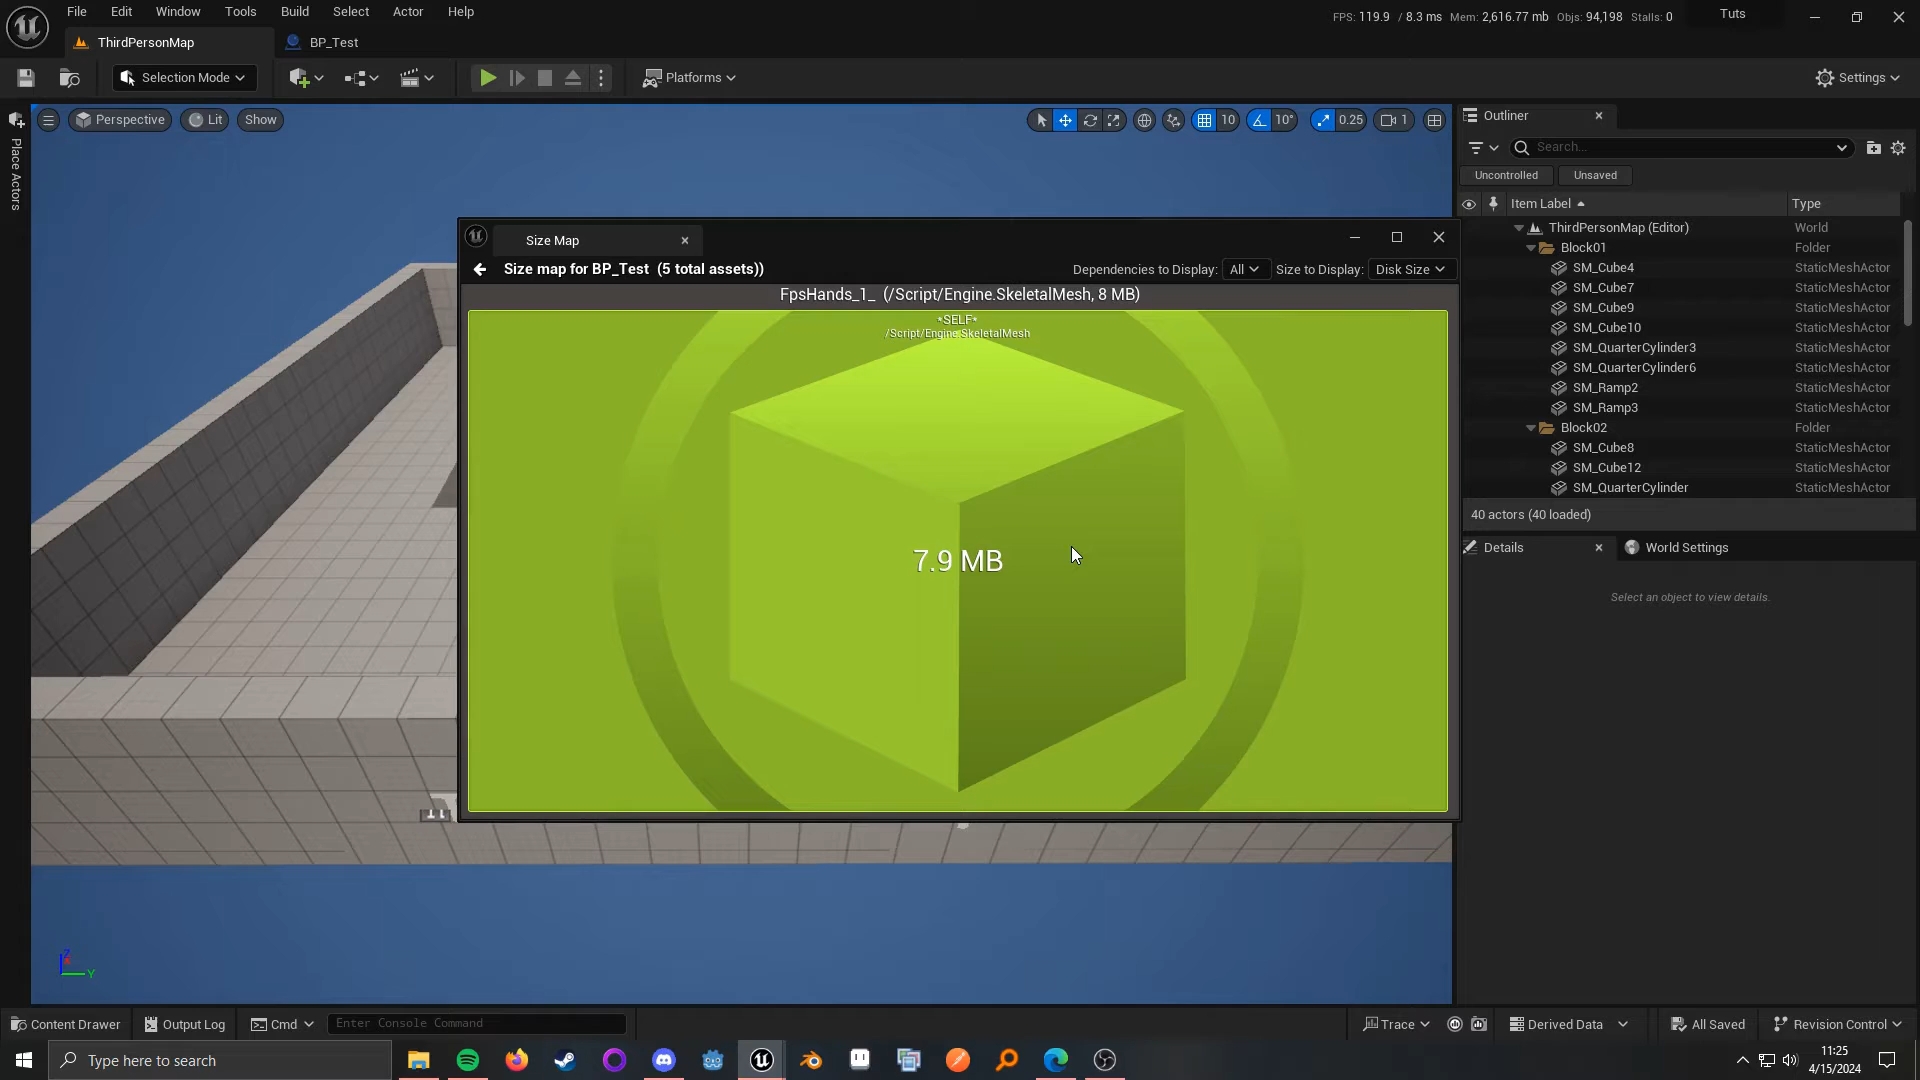 File Edit Window Tools Build Select Actor Help
FPS: 119.9 / 8.3 ms Mem: 2,616.77 mb Objs: 94,198 Stalls: 0
Tuts
ThirdPersonMap
BP_Test
Selection Mode
Platforms
Settings
Place Actors
Perspective
Lit
Show
10
10°
0.25
1
Outliner
Search...
Uncontrolled
Unsaved
Item Label
Type
ThirdPersonMap (Editor) World
Block01 Folder
SM_Cube4 StaticMeshActor
SM_Cube7 StaticMeshActor
SM_Cube9 StaticMeshActor
SM_Cube10 StaticMeshActor
SM_QuarterCylinder3 StaticMeshActor
SM_QuarterCylinder6 StaticMeshActor
SM_Ramp2 StaticMeshActor
SM_Ramp3 StaticMeshActor
Block02 Folder
SM_Cube8 StaticMeshActor
SM_Cube12 StaticMeshActor
SM_QuarterCylinder StaticMeshActor
40 actors (40 loaded)
Details
World Settings
Select an object to view details.
Size Map
Size map for BP_Test (5 total assets))
Dependencies to Display: All
Size to Display: Disk Size
FpsHands_1_ (/Script/Engine.SkeletalMesh, 8 MB)
*SELF*
/Script/Engine.SkeletalMesh
7.9 MB
Z
Y
Content Drawer
Output Log
Cmd
Enter Console Command
Trace
Derived Data
All Saved
Revision Control
Type here to search
11:25
4/15/2024